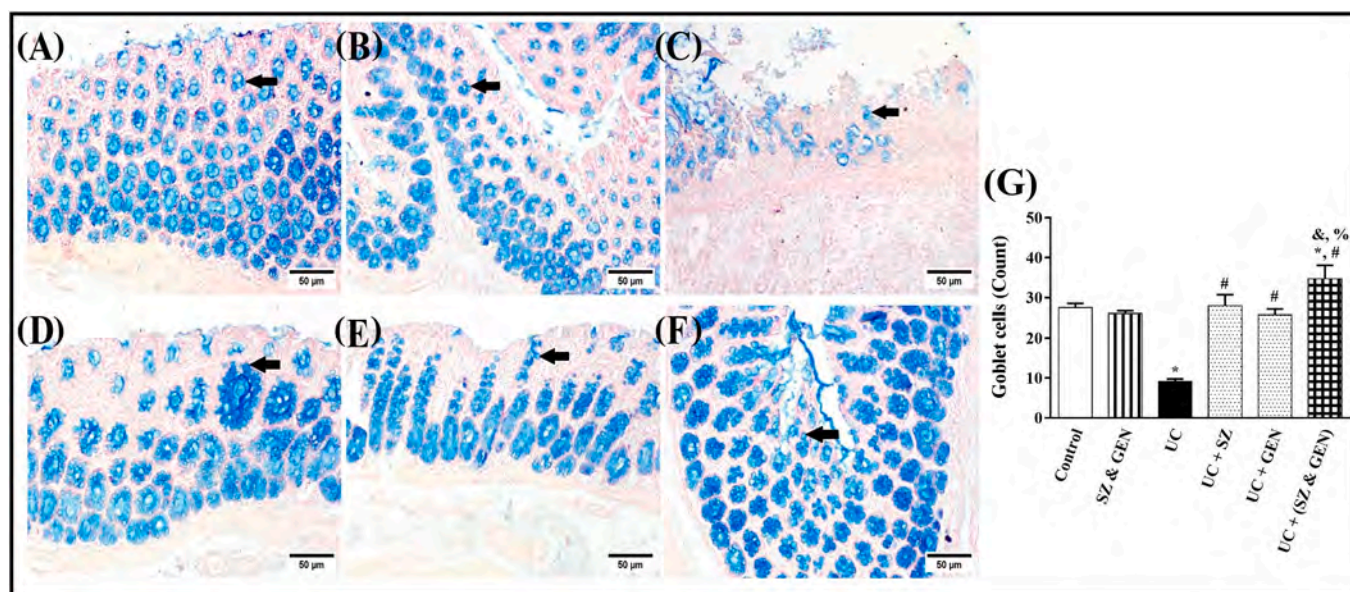 (A)
(B)
(C)
50 µm
50 µm
50 µm
(D)
(E)
(F)
50 µm
50 µm
50 µm
(G)
Goblet cells (Count)
50
40
30
20
10
0
*
#
#
&, %
*, #
Control
SZ & GEN
UC
UC + SZ
UC + GEN
UC + (SZ & GEN)